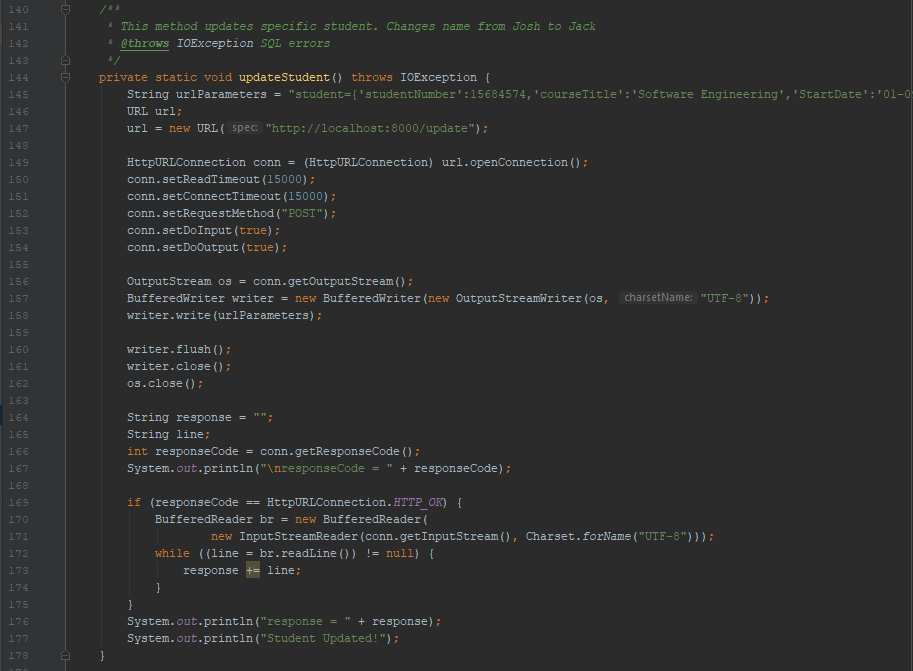 140 /**
141 * This method updates specific student. Changes name from Josh to Jack
142 * @throws IOException SQL errors
143 */
144 private static void updateStudent() throws IOException {
145 String urlParameters = "student={'studentNumber':15684574,'courseTitle':'Software Engineering','StartDate':'01-0
146 URL url;
147 url = new URL( spec: "http://localhost:8000/update");
148
149 HttpURLConnection conn = (HttpURLConnection) url.openConnection();
150 conn.setReadTimeout(15000);
151 conn.setConnectTimeout(15000);
152 conn.setRequestMethod("POST");
153 conn.setDoInput(true);
154 conn.setDoOutput(true);
155
156 OutputStream os = conn.getOutputStream();
157 BufferedWriter writer = new BufferedWriter(new OutputStreamWriter(os, charsetName: "UTF-8"));
158 writer.write(urlParameters);
159
160 writer.flush();
161 writer.close();
162 os.close();
163
164 String response = "";
165 String line;
166 int responseCode = conn.getResponseCode();
167 System.out.println("\nresponseCode = " + responseCode);
168
169 if (responseCode == HttpURLConnection.HTTP_OK) {
170 BufferedReader br = new BufferedReader(
171 new InputStreamReader(conn.getInputStream(), Charset.forName("UTF-8")));
172 while ((line = br.readLine()) != null) {
173 response += line;
174 }
175 }
176 System.out.println("response = " + response);
177 System.out.println("Student Updated!");
178 }